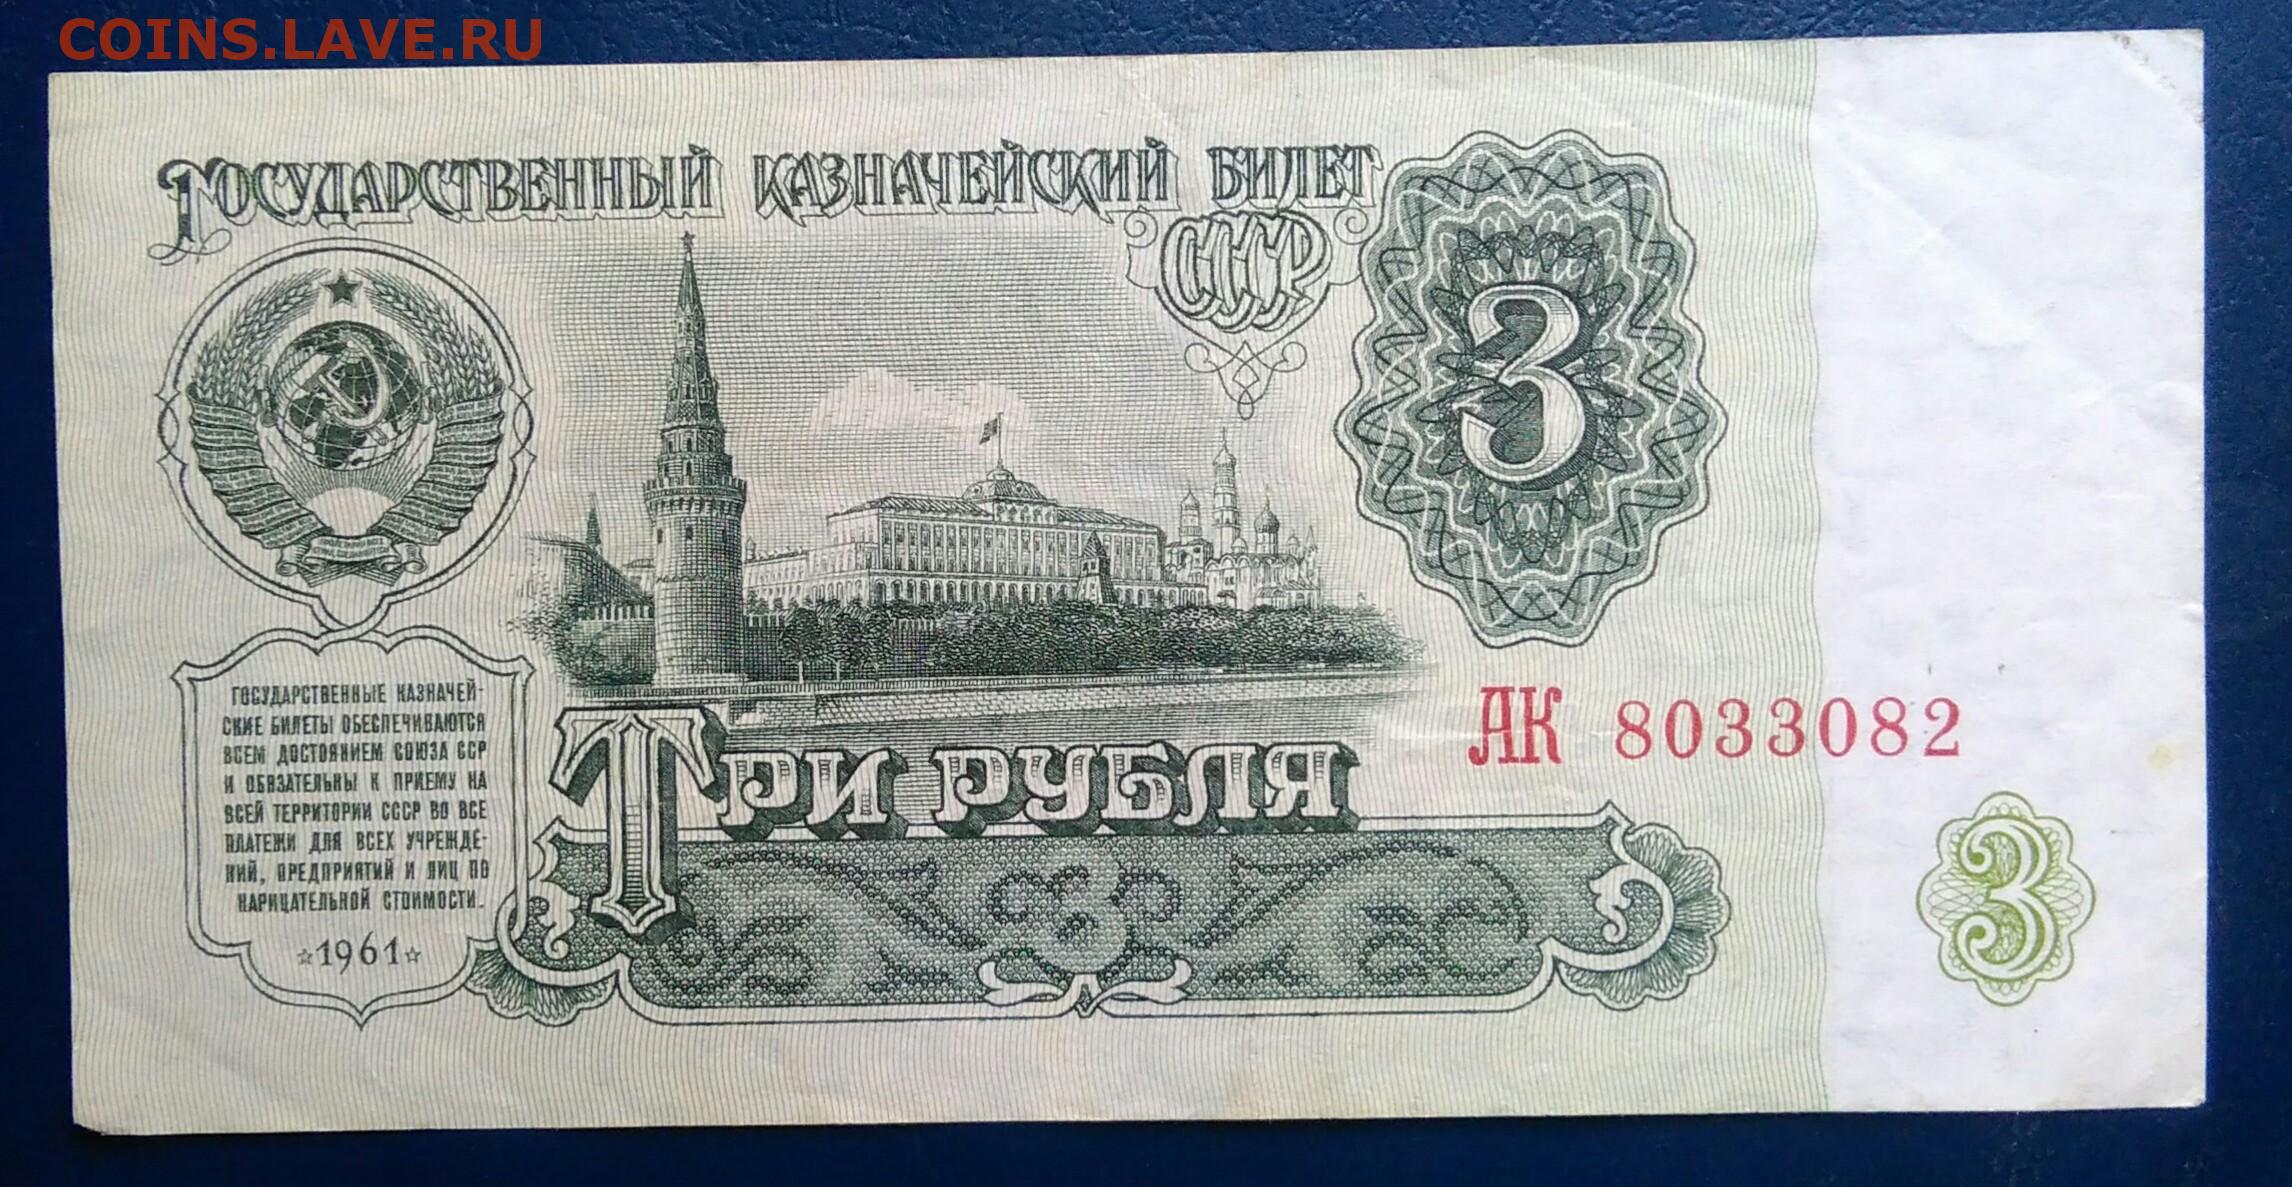 COINS.LAVE.RU
Государственный казначейский билет
СССР
3
ГОСУДАРСТВЕННЫЕ КАЗНАЧЕЙ-
СКИЕ БИЛЕТЫ ОБЕСПЕЧИВАЮТСЯ
ВСЕМ ДОСТОЯНИЕМ СОЮЗА ССР
И ОБЯЗАТЕЛЬНЫ К ПРИЕМУ НА
ВСЕЙ ТЕРРИТОРИИ СССР ВО ВСЕ
ПЛАТЕЖИ ДЛЯ ВСЕХ УЧРЕЖДЕ-
НИЙ, ПРЕДПРИЯТИЙ И ЛИЦ ПО
НАРИЦАТЕЛЬНОЙ СТОИМОСТИ.
☆1961☆
АК 8033082
Три рубля
3
3